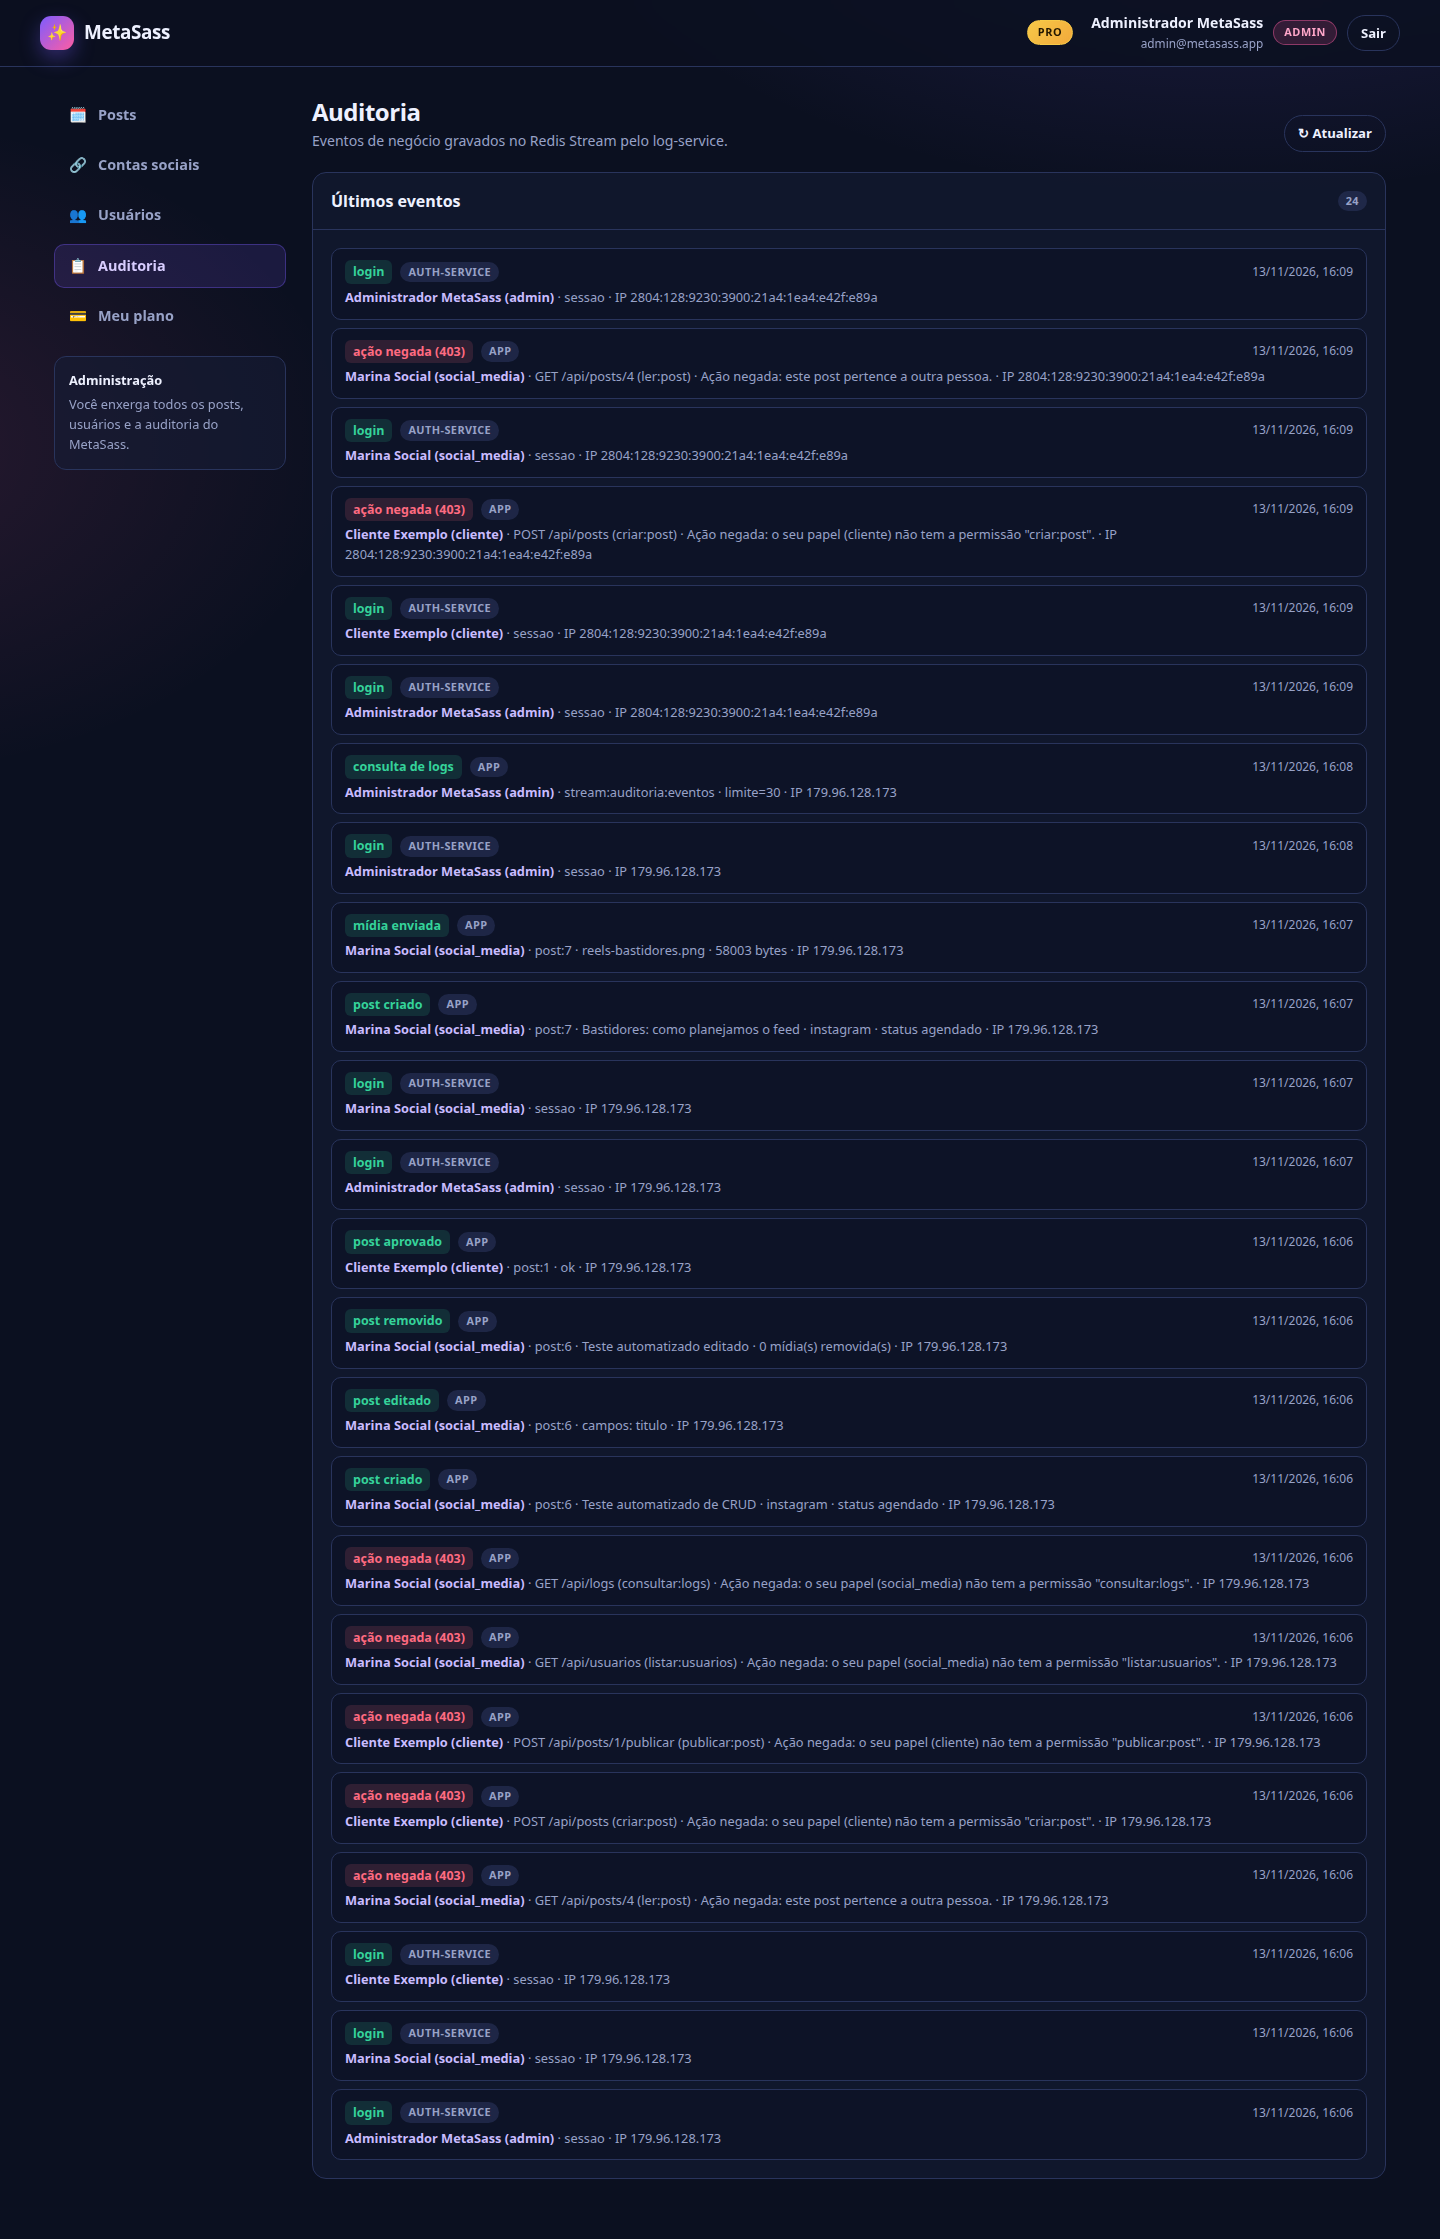 MetaSass
PRO
Administrador MetaSass
admin@metasass.app
ADMIN
Sair
Posts
Contas sociais
Usuários
Auditoria
Meu plano
Administração
Você enxerga todos os posts,
usuários e a auditoria do
MetaSass.
Auditoria
Eventos de negócio gravados no Redis Stream pelo log-service.
↻ Atualizar
Últimos eventos
24
login AUTH-SERVICE 13/11/2026, 16:09
Administrador MetaSass (admin) · sessao · IP 2804:128:9230:3900:21a4:1ea4:e42f:e89a
ação negada (403) APP 13/11/2026, 16:09
Marina Social (social_media) · GET /api/posts/4 (ler:post) · Ação negada: este post pertence a outra pessoa. · IP 2804:128:9230:3900:21a4:1ea4:e42f:e89a
login AUTH-SERVICE 13/11/2026, 16:09
Marina Social (social_media) · sessao · IP 2804:128:9230:3900:21a4:1ea4:e42f:e89a
ação negada (403) APP 13/11/2026, 16:09
Cliente Exemplo (cliente) · POST /api/posts (criar:post) · Ação negada: o seu papel (cliente) não tem a permissão "criar:post". · IP
2804:128:9230:3900:21a4:1ea4:e42f:e89a
login AUTH-SERVICE 13/11/2026, 16:09
Cliente Exemplo (cliente) · sessao · IP 2804:128:9230:3900:21a4:1ea4:e42f:e89a
login AUTH-SERVICE 13/11/2026, 16:09
Administrador MetaSass (admin) · sessao · IP 2804:128:9230:3900:21a4:1ea4:e42f:e89a
consulta de logs APP 13/11/2026, 16:08
Administrador MetaSass (admin) · stream:auditoria:eventos · limite=30 · IP 179.96.128.173
login AUTH-SERVICE 13/11/2026, 16:08
Administrador MetaSass (admin) · sessao · IP 179.96.128.173
mídia enviada APP 13/11/2026, 16:07
Marina Social (social_media) · post:7 · reels-bastidores.png · 58003 bytes · IP 179.96.128.173
post criado APP 13/11/2026, 16:07
Marina Social (social_media) · post:7 · Bastidores: como planejamos o feed · instagram · status agendado · IP 179.96.128.173
login AUTH-SERVICE 13/11/2026, 16:07
Marina Social (social_media) · sessao · IP 179.96.128.173
login AUTH-SERVICE 13/11/2026, 16:07
Administrador MetaSass (admin) · sessao · IP 179.96.128.173
post aprovado APP 13/11/2026, 16:06
Cliente Exemplo (cliente) · post:1 · ok · IP 179.96.128.173
post removido APP 13/11/2026, 16:06
Marina Social (social_media) · post:6 · Teste automatizado editado · 0 mídia(s) removida(s) · IP 179.96.128.173
post editado APP 13/11/2026, 16:06
Marina Social (social_media) · post:6 · campos: titulo · IP 179.96.128.173
post criado APP 13/11/2026, 16:06
Marina Social (social_media) · post:6 · Teste automatizado de CRUD · instagram · status agendado · IP 179.96.128.173
ação negada (403) APP 13/11/2026, 16:06
Marina Social (social_media) · GET /api/logs (consultar:logs) · Ação negada: o seu papel (social_media) não tem a permissão "consultar:logs". · IP 179.96.128.173
ação negada (403) APP 13/11/2026, 16:06
Marina Social (social_media) · GET /api/usuarios (listar:usuarios) · Ação negada: o seu papel (social_media) não tem a permissão "listar:usuarios". · IP 179.96.128.173
ação negada (403) APP 13/11/2026, 16:06
Cliente Exemplo (cliente) · POST /api/posts/1/publicar (publicar:post) · Ação negada: o seu papel (cliente) não tem a permissão "publicar:post". · IP 179.96.128.173
ação negada (403) APP 13/11/2026, 16:06
Cliente Exemplo (cliente) · POST /api/posts (criar:post) · Ação negada: o seu papel (cliente) não tem a permissão "criar:post". · IP 179.96.128.173
ação negada (403) APP 13/11/2026, 16:06
Marina Social (social_media) · GET /api/posts/4 (ler:post) · Ação negada: este post pertence a outra pessoa. · IP 179.96.128.173
login AUTH-SERVICE 13/11/2026, 16:06
Cliente Exemplo (cliente) · sessao · IP 179.96.128.173
login AUTH-SERVICE 13/11/2026, 16:06
Marina Social (social_media) · sessao · IP 179.96.128.173
login AUTH-SERVICE 13/11/2026, 16:06
Administrador MetaSass (admin) · sessao · IP 179.96.128.173